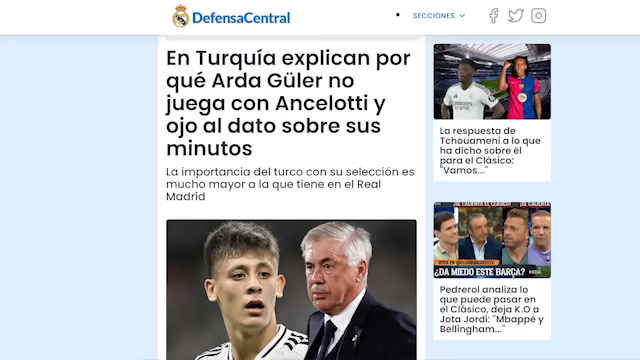 DefensaCentral
SECCIONES
En Turquía explican por
qué Arda Güler no
juega con Ancelotti y
ojo al dato sobre sus
minutos
La importancia del turco con su selección es
mucho mayor a la que tiene en el Real
Madrid
La respuesta de
Tchouameni a lo que
ha dicho sobre él
para el Clásico:
"Vamos..."
¿DA MIEDO ESTE BARÇA?
MEGA
Pedrerol analiza lo
que puede pasar en
el Clásico, deja K.O a
Jota Jordi: "Mbappé y
Bellingham..."